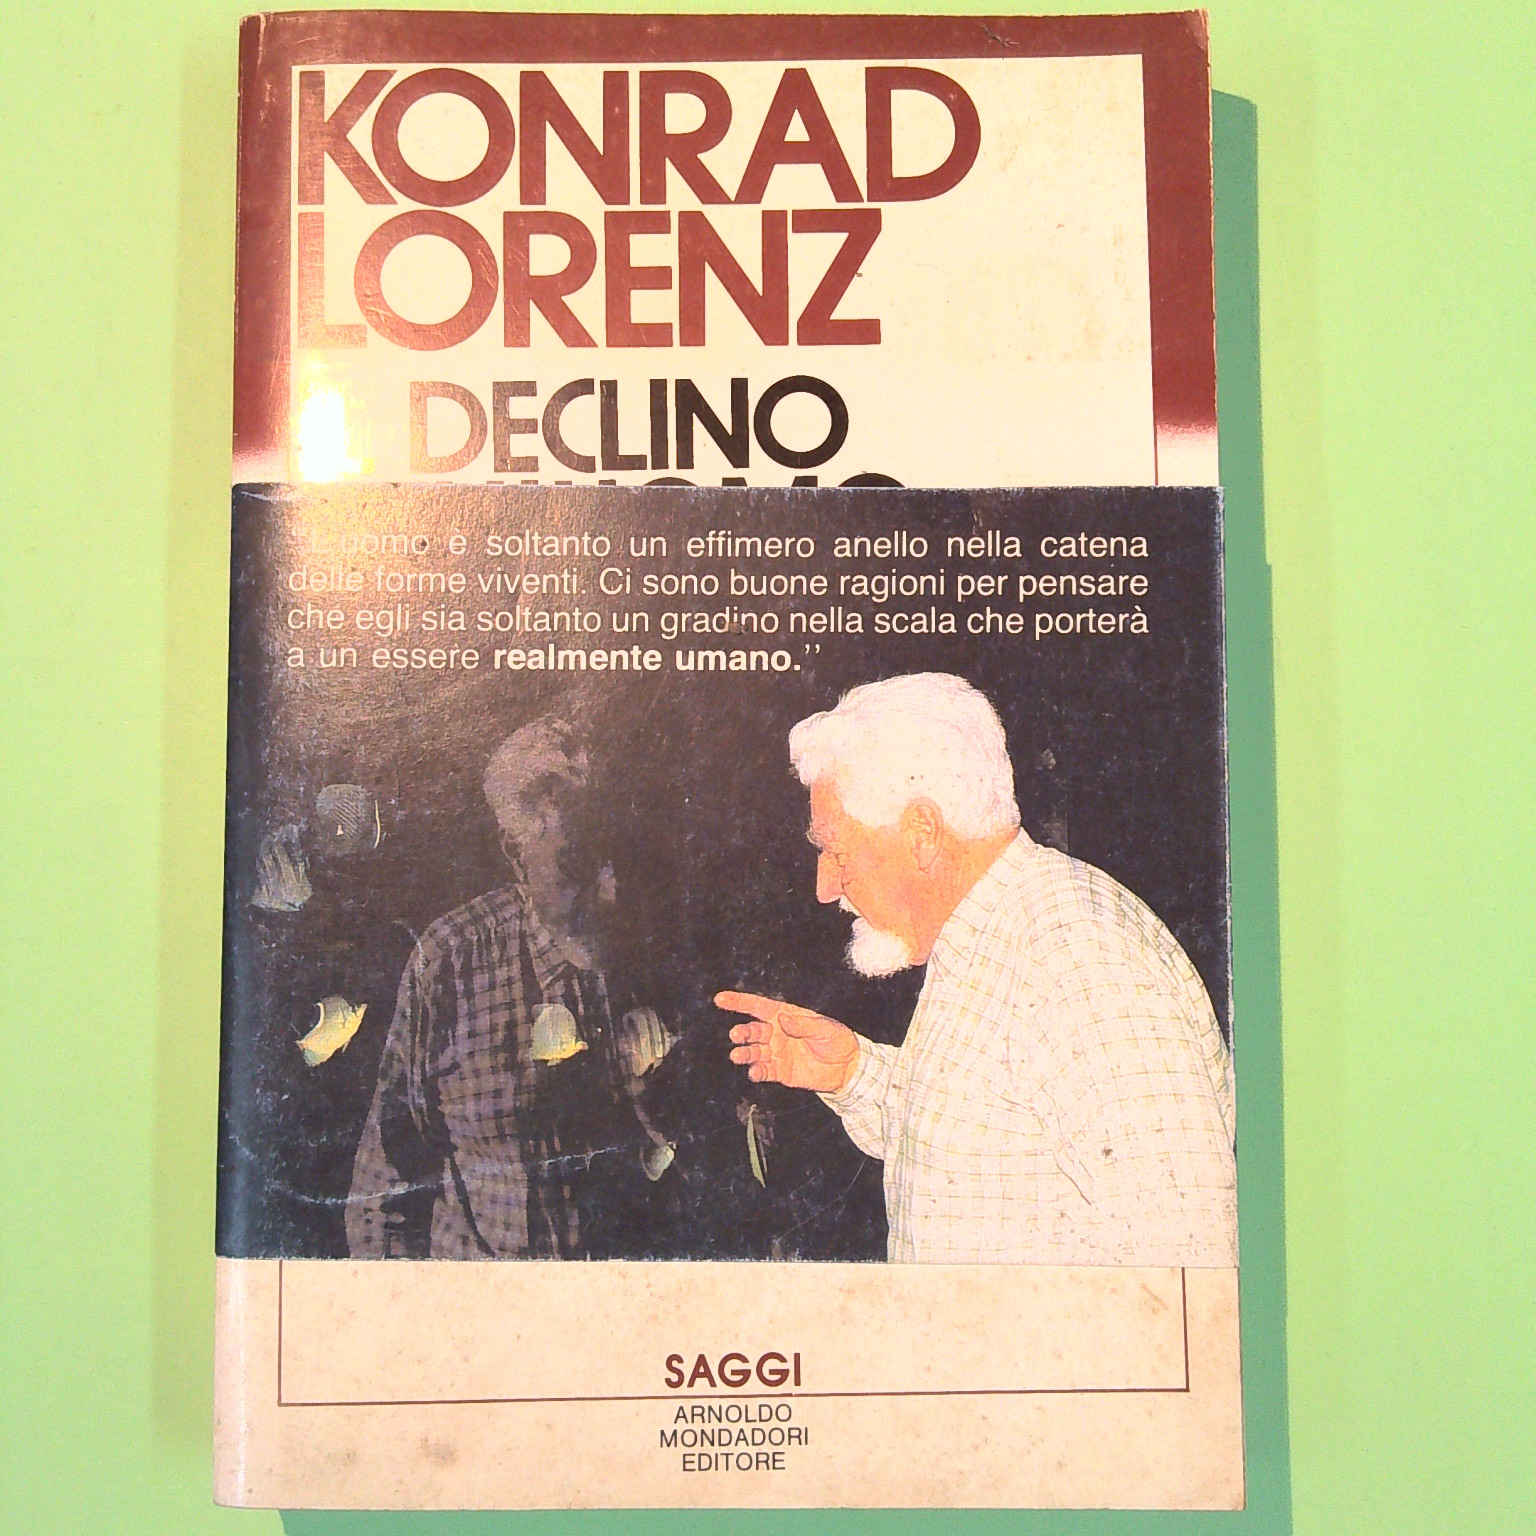 KONRAD
LORENZ
DECLINO
"L'uomo è soltanto un effimero anello nella catena
delle forme viventi. Ci sono buone ragioni per pensare
che egli sia soltanto un gradino nella scala che porterà
a un essere realmente umano."
SAGGI
ARNOLDO
MONDADORI
EDITORE